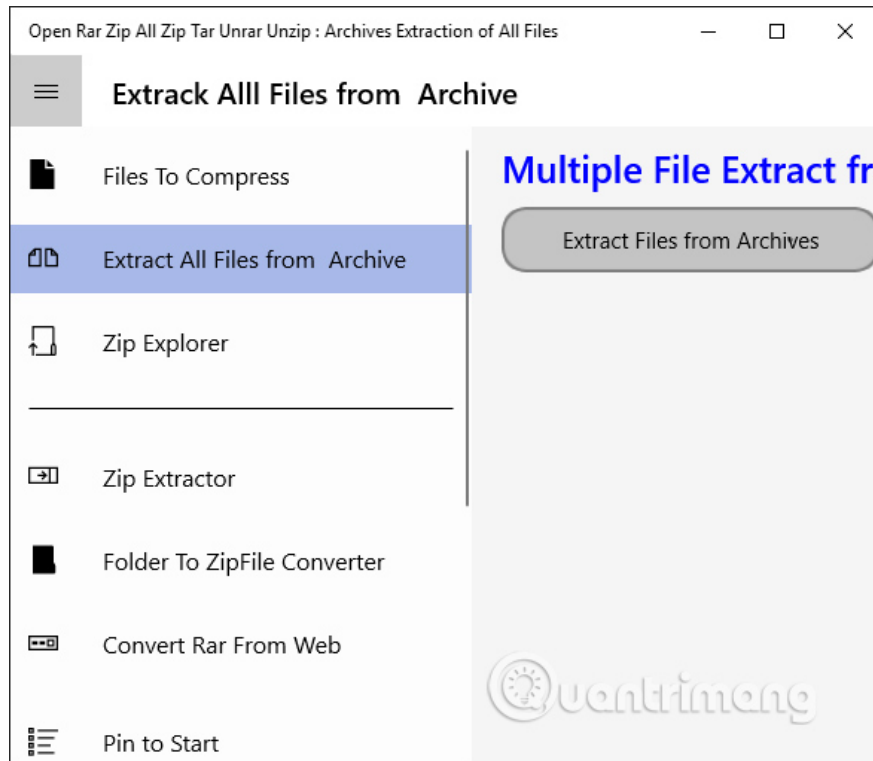 Open Rar Zip All Zip Tar Unrar Unzip : Archives Extraction of All Files
Extrack Alll Files from  Archive
Files To Compress
Extract All Files from  Archive
Zip Explorer
Zip Extractor
Folder To ZipFile Converter
Convert Rar From Web
Pin to Start
Multiple File Extract fr
Extract Files from Archives
Quantrimang